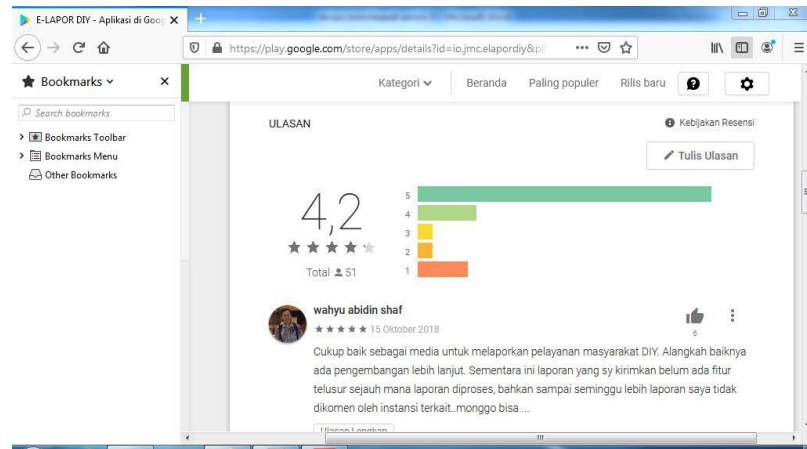 E-LAPOR DIY - Aplikasi di Goo
https://play.google.com/store/apps/details?id=io.jmc.elapordiy&
Bookmarks
Search bookmarks
Bookmarks Toolbar
Bookmarks Menu
Other Bookmarks
Kategori Beranda Paling populer Rilis baru
ULASAN
Kebijakan Resensi
Tulis Ulasan
4,2
Total 51
5
4
3
2
1
wahyu abidin shaf
15 Oktober 2018
6
Cukup baik sebagai media untuk melaporkan pelayanan masyarakat DIY. Alangkah baiknya
ada pengembangan lebih lanjut. Sementara ini laporan yang sy kirimkan belum ada fitur
telusur sejauh mana laporan diproses, bahkan sampai seminggu lebih laporan saya tidak
dikomen oleh instansi terkait..monggo bisa ...
Ulasan Lengkap